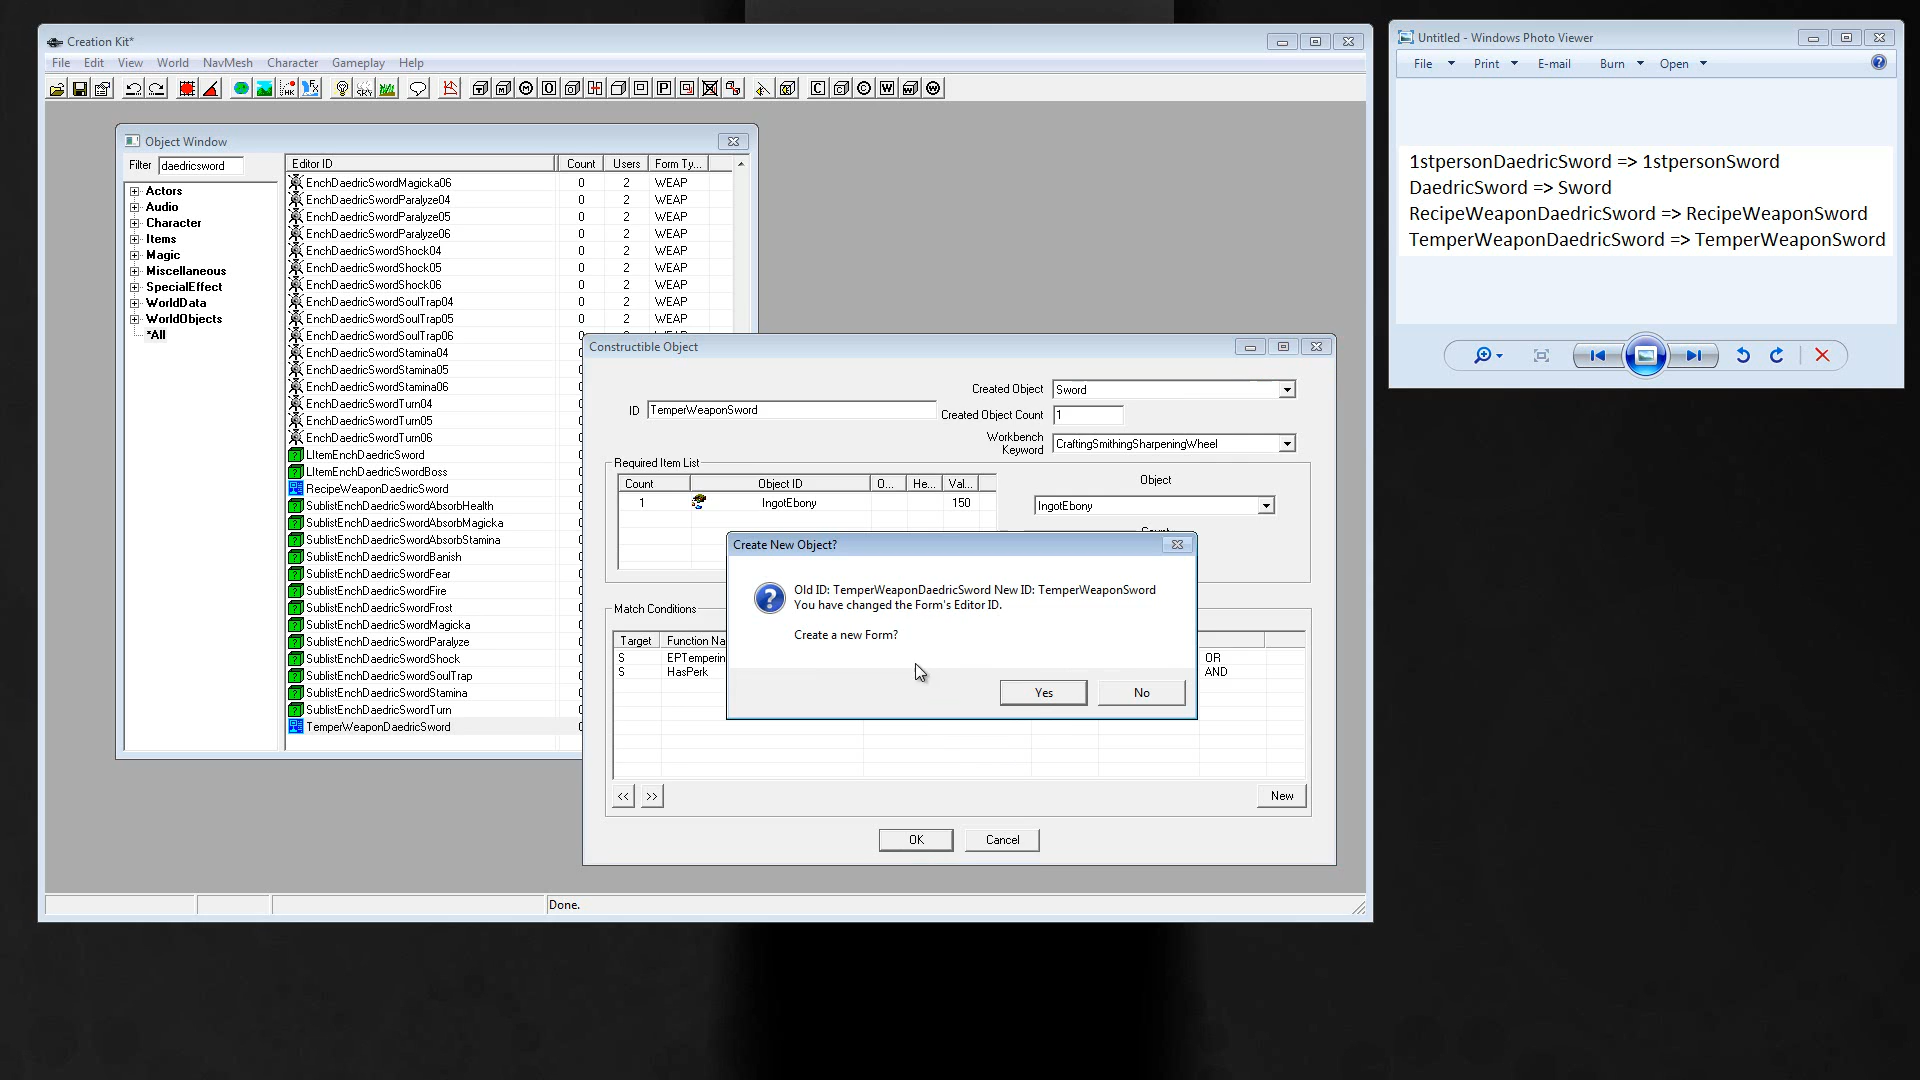 Creation Kit*
File Edit View World NavMesh Character Gameplay Help
Object Window
Filter daedricsword
Actors
Audio
Character
Items
Magic
Miscellaneous
SpecialEffect
WorldData
WorldObjects
*All
Editor ID Count Users Form Ty...
EnchDaedricSwordMagicka06 0 2 WEAP
EnchDaedricSwordParalyze04 0 2 WEAP
EnchDaedricSwordParalyze05 0 2 WEAP
EnchDaedricSwordParalyze06 0 2 WEAP
EnchDaedricSwordShock04 0 2 WEAP
EnchDaedricSwordShock05 0 2 WEAP
EnchDaedricSwordShock06 0 2 WEAP
EnchDaedricSwordSoulTrap04 0 2 WEAP
EnchDaedricSwordSoulTrap05 0 2 WEAP
EnchDaedricSwordSoulTrap06
EnchDaedricSwordStamina04
EnchDaedricSwordStamina05
EnchDaedricSwordStamina06
EnchDaedricSwordTurn04
EnchDaedricSwordTurn05
EnchDaedricSwordTurn06
LItemEnchDaedricSword
LItemEnchDaedricSwordBoss
RecipeWeaponDaedricSword
SublistEnchDaedricSwordAbsorbHealth
SublistEnchDaedricSwordAbsorbMagicka
SublistEnchDaedricSwordAbsorbStamina
SublistEnchDaedricSwordBanish
SublistEnchDaedricSwordFear
SublistEnchDaedricSwordFire
SublistEnchDaedricSwordFrost
SublistEnchDaedricSwordMagicka
SublistEnchDaedricSwordParalyze
SublistEnchDaedricSwordShock
SublistEnchDaedricSwordSoulTrap
SublistEnchDaedricSwordStamina
SublistEnchDaedricSwordTurn
TemperWeaponDaedricSword
Constructible Object
ID TemperWeaponSword
Created Object Sword
Created Object Count 1
Workbench
Keyword CraftingSmithingSharpeningWheel
Required Item List
Count Object ID O... He... Val...
1 IngotEbony 150
Object
IngotEbony
Match Conditions
Target Function Na
S EPTemperin OR
S HasPerk AND
<< >> New
OK Cancel
Create New Object?
Old ID: TemperWeaponDaedricSword New ID: TemperWeaponSword
You have changed the Form's Editor ID.
Create a new Form?
Yes No
Done.
Untitled - Windows Photo Viewer
File Print E-mail Burn Open
1stpersonDaedricSword => 1stpersonSword
DaedricSword => Sword
RecipeWeaponDaedricSword => RecipeWeaponSword
TemperWeaponDaedricSword => TemperWeaponSword